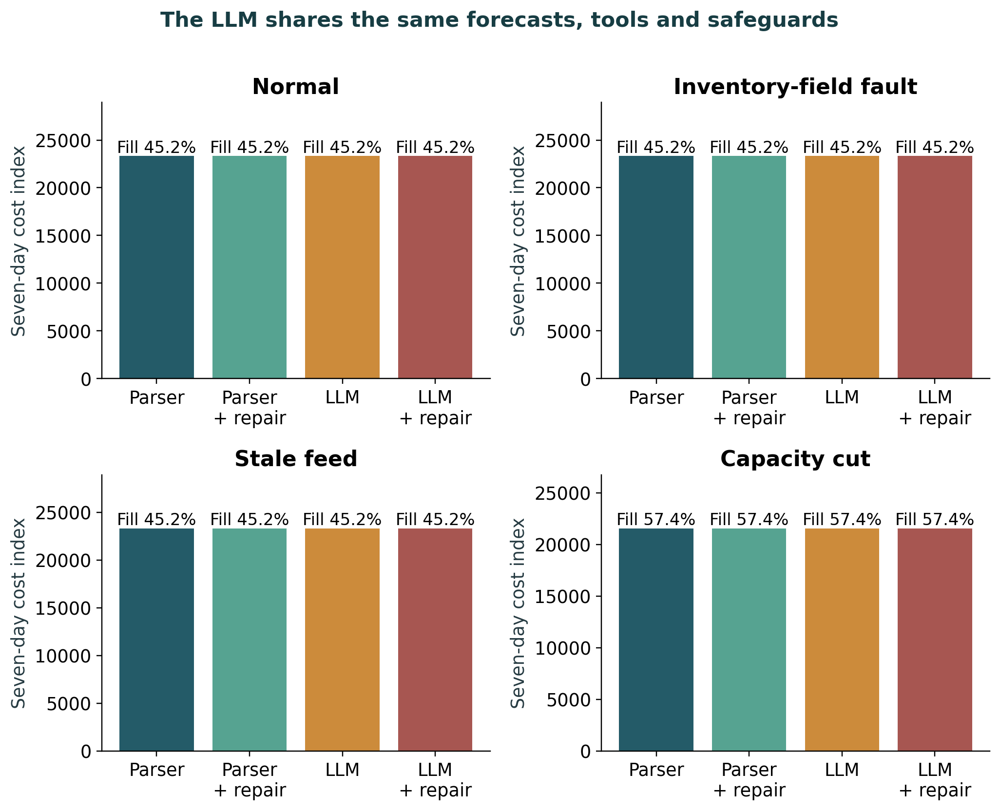 The LLM shares the same forecasts, tools and safeguards
Normal
Seven-day cost index
25000
20000
15000
10000
5000
0
Fill 45.2% Fill 45.2% Fill 45.2% Fill 45.2%
Parser Parser LLM LLM
+ repair + repair
Inventory-field fault
Seven-day cost index
25000
20000
15000
10000
5000
0
Fill 45.2% Fill 45.2% Fill 45.2% Fill 45.2%
Parser Parser LLM LLM
+ repair + repair
Stale feed
Seven-day cost index
25000
20000
15000
10000
5000
0
Fill 45.2% Fill 45.2% Fill 45.2% Fill 45.2%
Parser Parser LLM LLM
+ repair + repair
Capacity cut
Seven-day cost index
25000
20000
15000
10000
5000
0
Fill 57.4% Fill 57.4% Fill 57.4% Fill 57.4%
Parser Parser LLM LLM
+ repair + repair